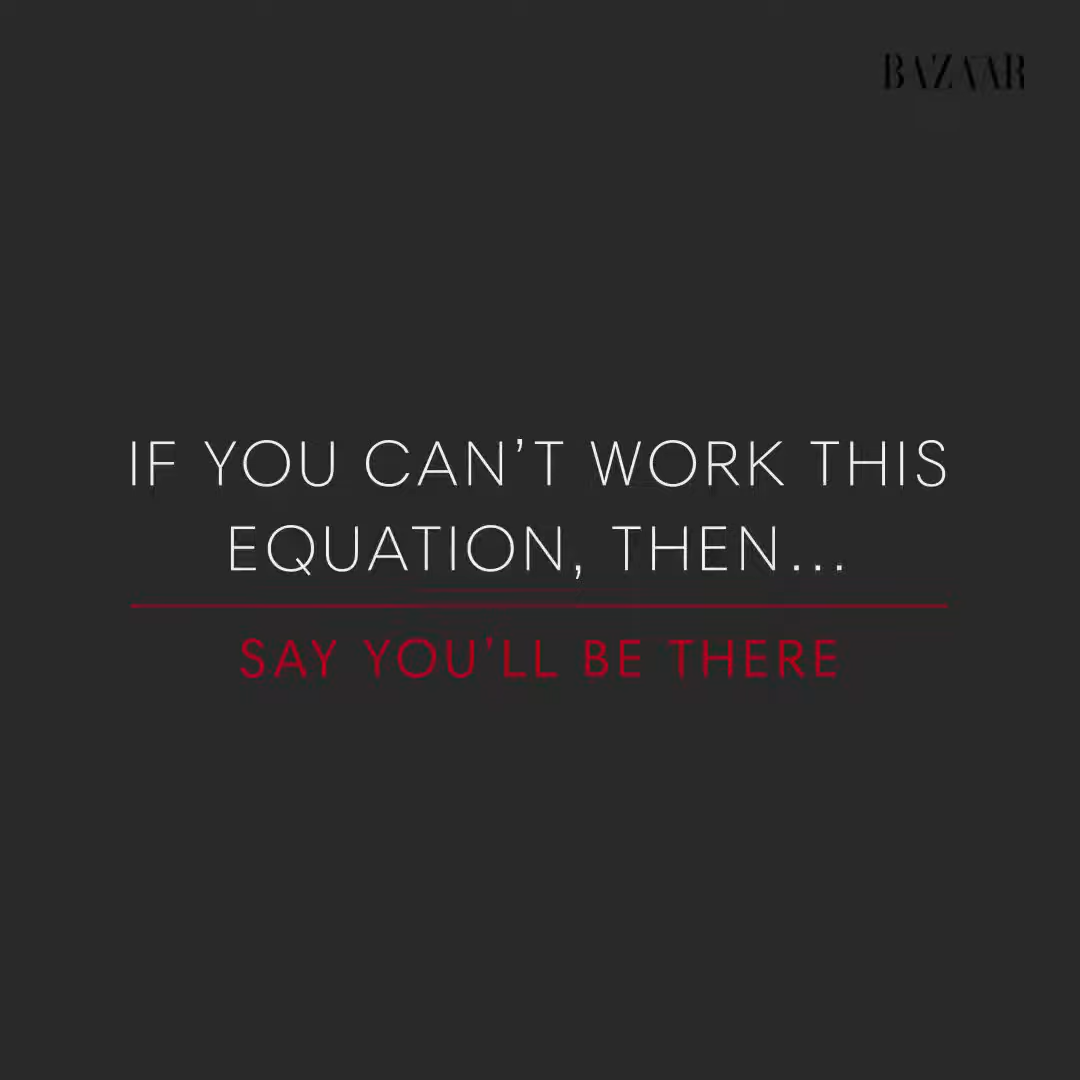 BAZAAR
IF YOU CAN’T WORK THIS
EQUATION, THEN...
SAY YOU’LL BE THERE